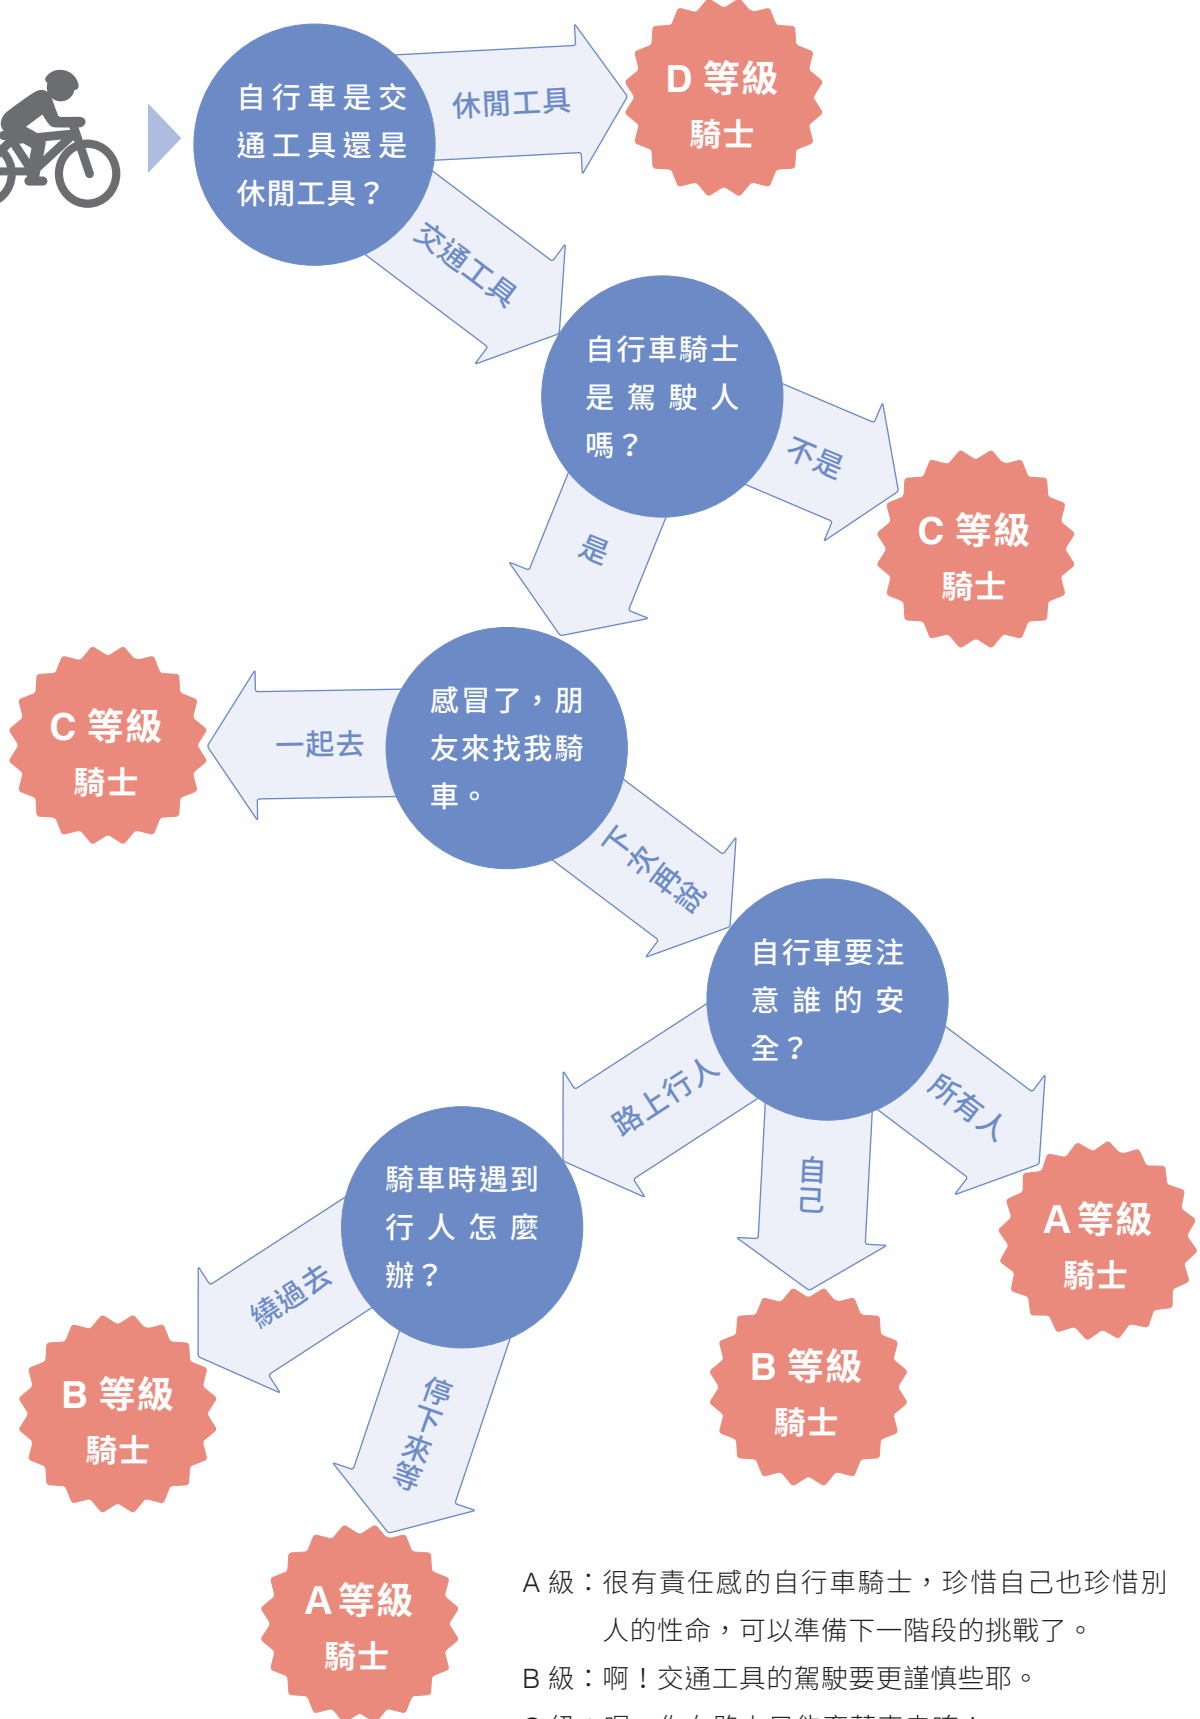 自行車是交
通工具還是
休閒工具？
休閒工具
D 等級
騎士
交通工具
自行車騎士
是駕駛人
嗎？
不是
C 等級
騎士
是
感冒了，朋
友來找我騎
車。
一起去
C 等級
騎士
下次再說
自行車要注
意誰的安
全？
所有人
A 等級
騎士
自己
B 等級
騎士
路上行人
騎車時遇到
行人怎麼
辦？
繞過去
B 等級
騎士
停下來等
A 等級
騎士
A 級：很有責任感的自行車騎士，珍惜自己也珍惜別
人的性命，可以準備下一階段的挑戰了。
B 級：啊！交通工具的駕駛要更謹慎些耶。